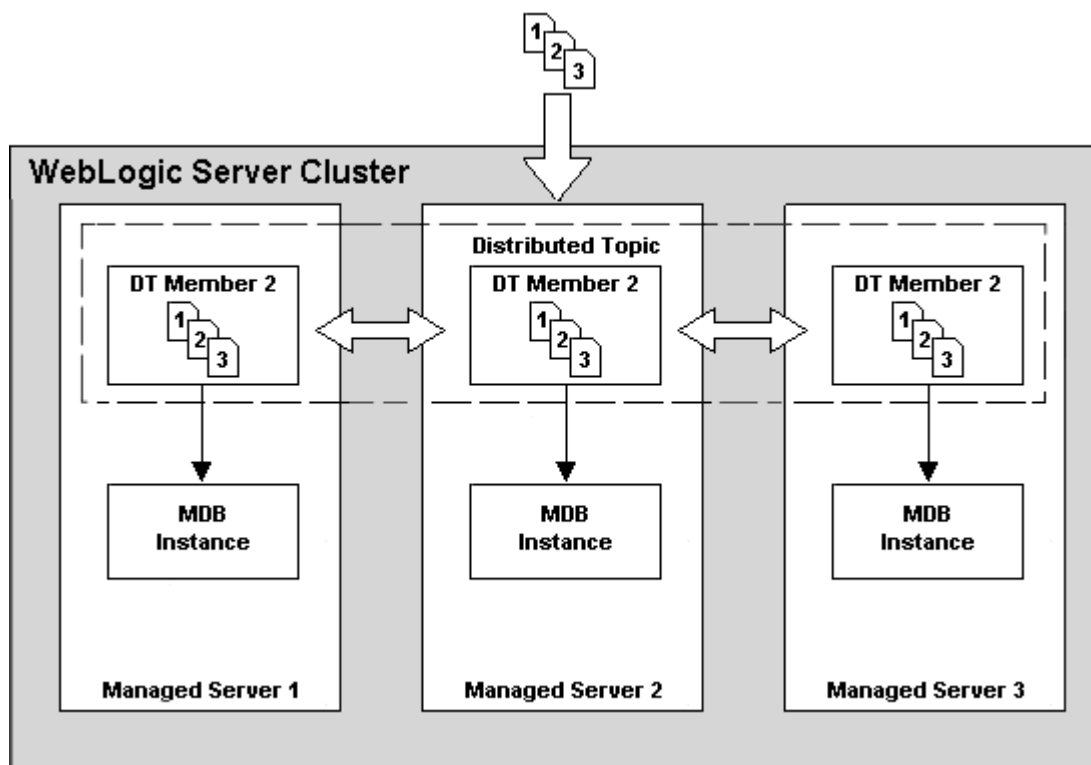 1
2
3
WebLogic Server Cluster
Distributed Topic
DT Member 2
1
2
3
DT Member 2
1
2
3
DT Member 2
1
2
3
MDB
Instance
MDB
Instance
MDB
Instance
Managed Server 1
Managed Server 2
Managed Server 3